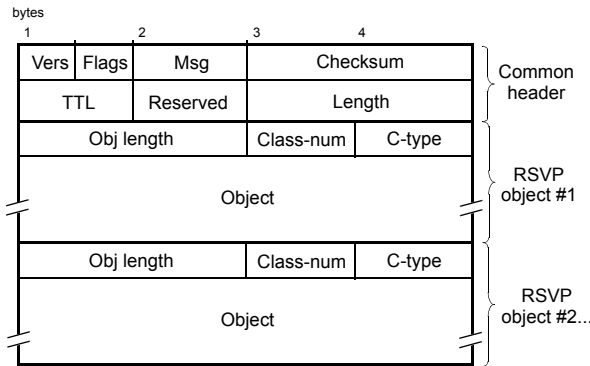 bytes
1 2 3 4
Vers Flags Msg Checksum
Common
header
TTL Reserved Length
Obj length Class-num C-type
RSVP
object #1
Object
Obj length Class-num C-type
RSVP
object #2...
Object